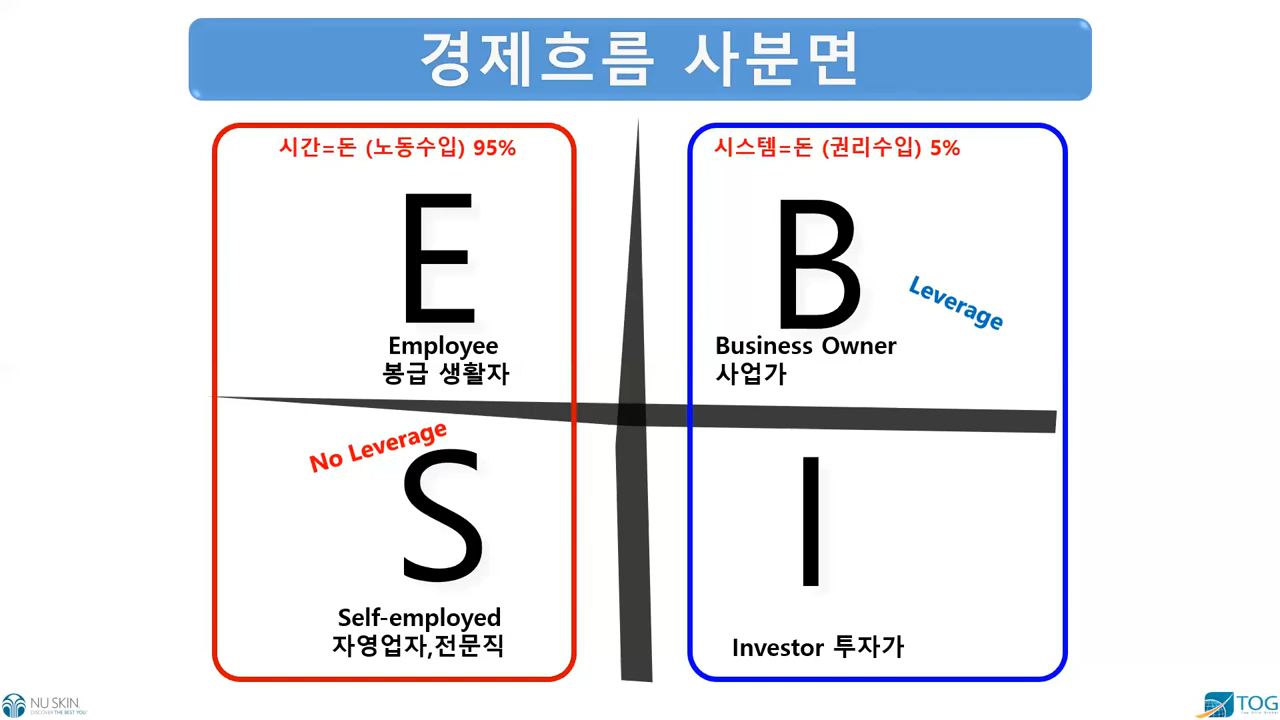 경제흐름 사분면
시간=돈 (노동수입) 95%
E
Employee
봉급 생활자
No Leverage
S
Self-employed
자영업자,전문직
시스템=돈 (권리수입) 5%
B
Leverage
Business Owner
사업가
I
Investor 투자가
NU SKIN
DISCOVER THE BEST YOU
TOG